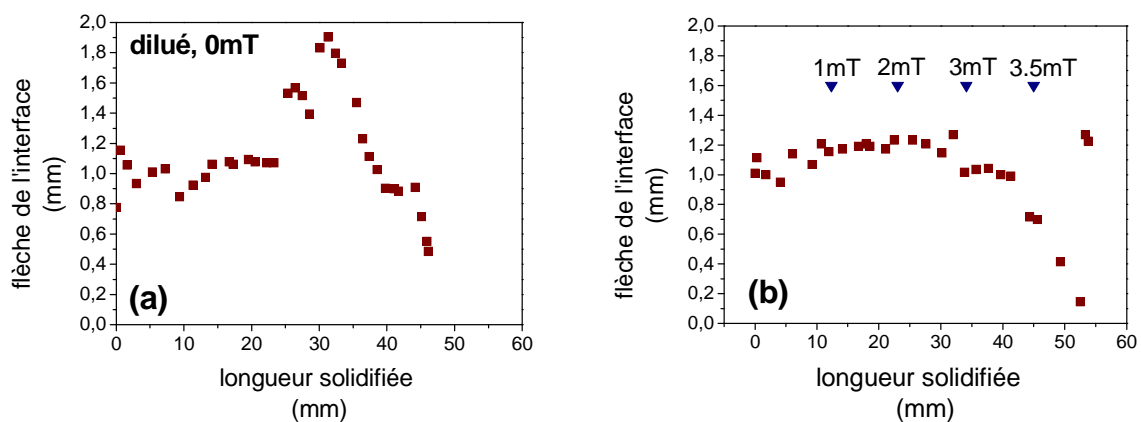 dilué, 0mT
2,0
1,8
1,6
1,4
1,2
1,0
0,8
0,6
0,4
0,2
0,0
flèche de l'interface
(mm)
(a)
0 10 20 30 40 50 60
longueur solidifiée
(mm)
2,0
1,8
1,6
1,4
1,2
1,0
0,8
0,6
0,4
0,2
0,0
flèche de l'interface
(mm)
1mT 2mT 3mT 3.5mT
(b)
0 10 20 30 40 50 60
longueur solidifiée
(mm)